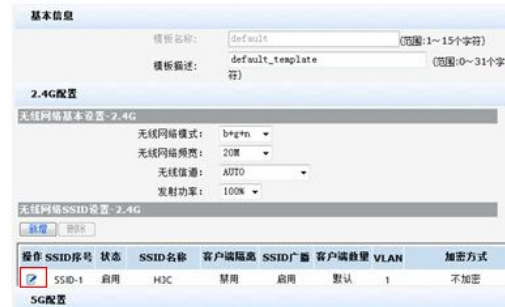 基本信息
模板名称: default (范围:1~15个字符)
模板描述: default_template (范围:0~31个字
符)
2.4G配置
无线网络基本设置-2.4G
无线网络模式: b+g+n
无线网络频宽: 20M
无线信道: AUTO
发射功率: 100%
无线网络SSID设置-2.4G
新增 删除
操作 SSID序号 状态 SSID名称 客户端隔离 SSID广播 客户端数量 VLAN 加密方式
SSID-1 启用 H3C 禁用 启用 默认 1 不加密
5G配置